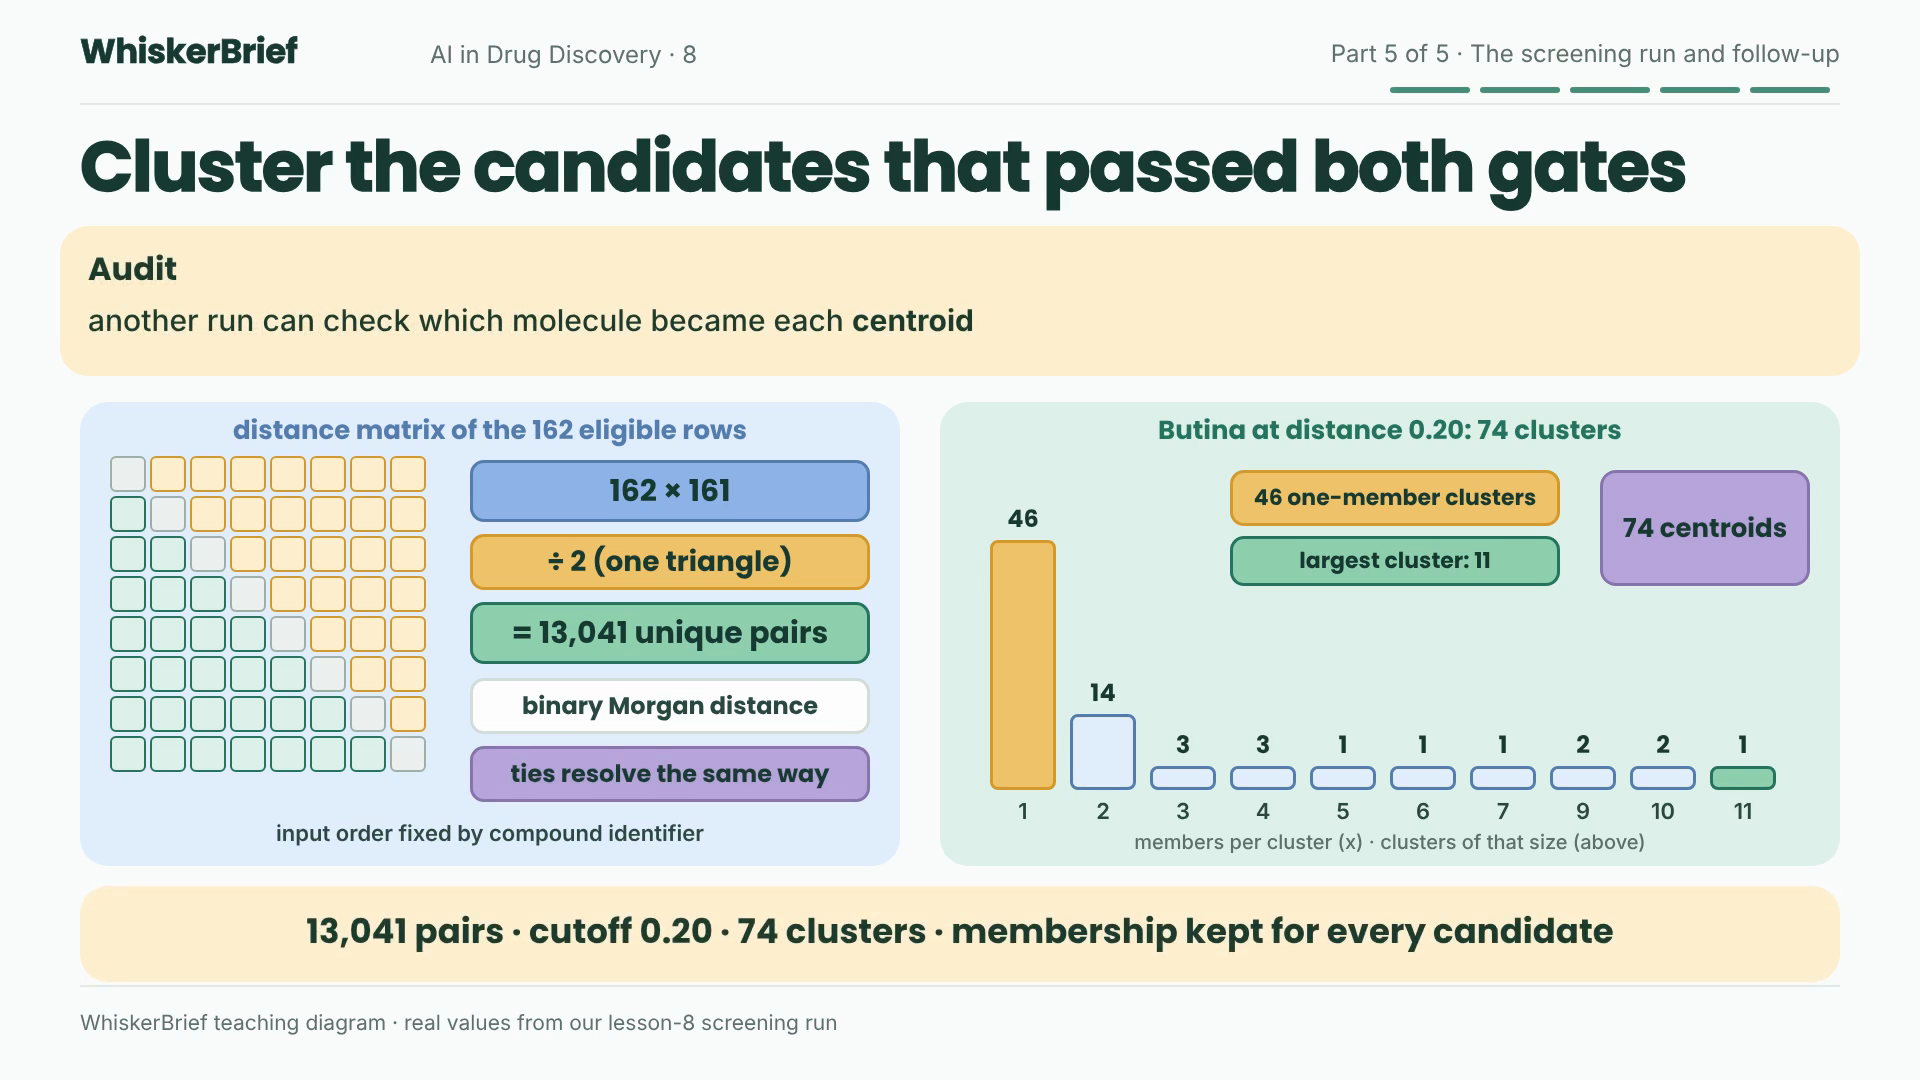 WhiskerBrief
AI in Drug Discovery · 8
Part 5 of 5 · The screening run and follow-up
Cluster the candidates that passed both gates
Audit
another run can check which molecule became each centroid
distance matrix of the 162 eligible rows
162 × 161
÷ 2 (one triangle)
= 13,041 unique pairs
binary Morgan distance
ties resolve the same way
input order fixed by compound identifier
Butina at distance 0.20: 74 clusters
46 one-member clusters
largest cluster: 11
74 centroids
46 14 3 3 1 1 1 2 2 1
1 2 3 4 5 6 7 9 10 11
members per cluster (x) · clusters of that size (above)
13,041 pairs · cutoff 0.20 · 74 clusters · membership kept for every candidate
WhiskerBrief teaching diagram · real values from our lesson-8 screening run